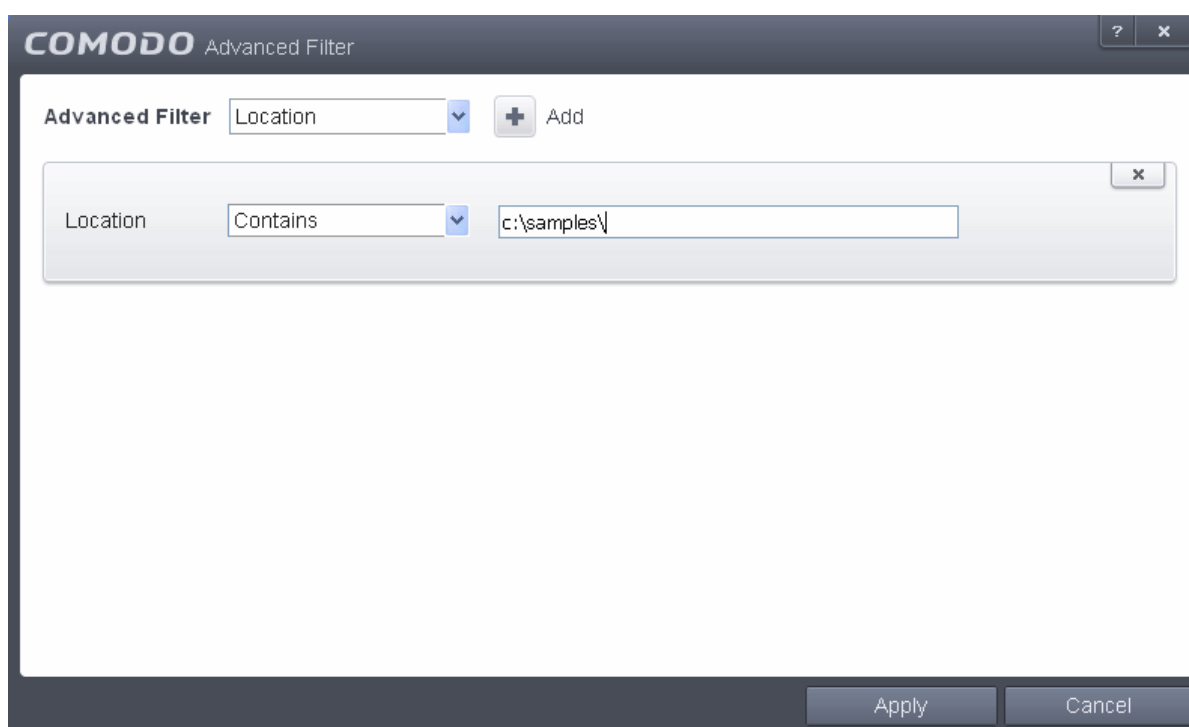 COMODO Advanced Filter ? ×
Advanced Filter Location + Add
×
Location Contains c:\samples\
Apply Cancel